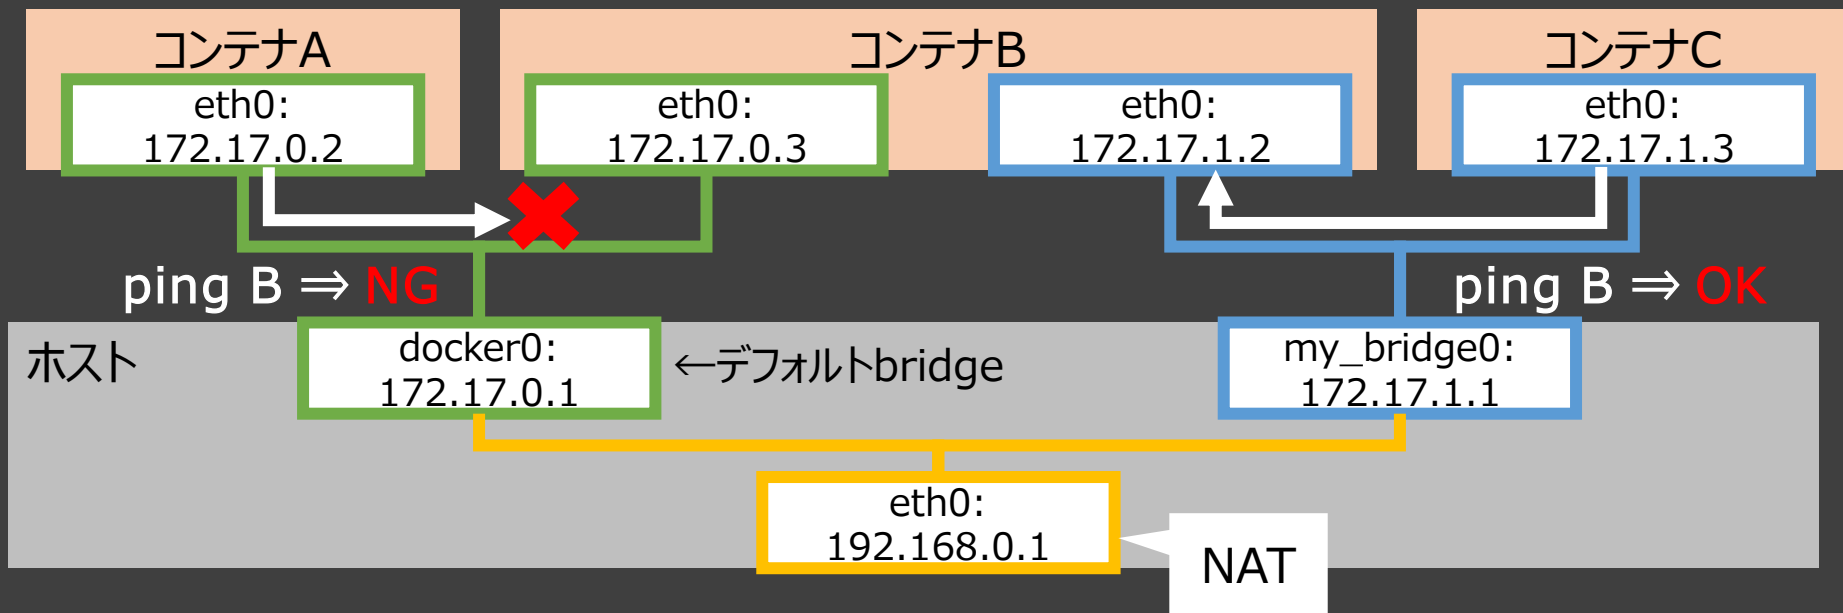 コンテナA
コンテナB
コンテナC
eth0:
172.17.0.2
eth0:
172.17.0.3
eth0:
172.17.1.2
eth0:
172.17.1.3
ping B ⇒ NG
ping B ⇒ OK
ホスト
docker0:
172.17.0.1
←デフォルトbridge
my_bridge0:
172.17.1.1
eth0:
192.168.0.1
NAT